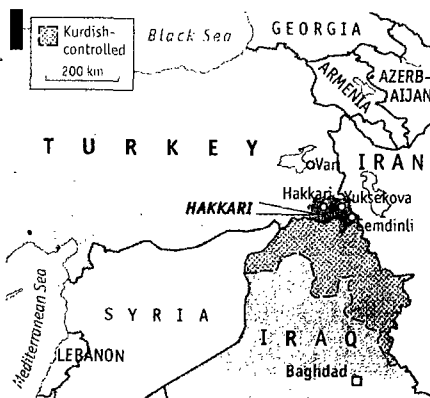 Kurdish-
controlled
200 km
Black Sea
GEORGIA
ARMENIA
AZERB-
AIJAN
TURKEY
Van
IRAN
Hakkari
Yuksekova
HAKKARI
Semdinli
Mediterranean Sea
SYRIA
LEBANON
IRAQ
Baghdad